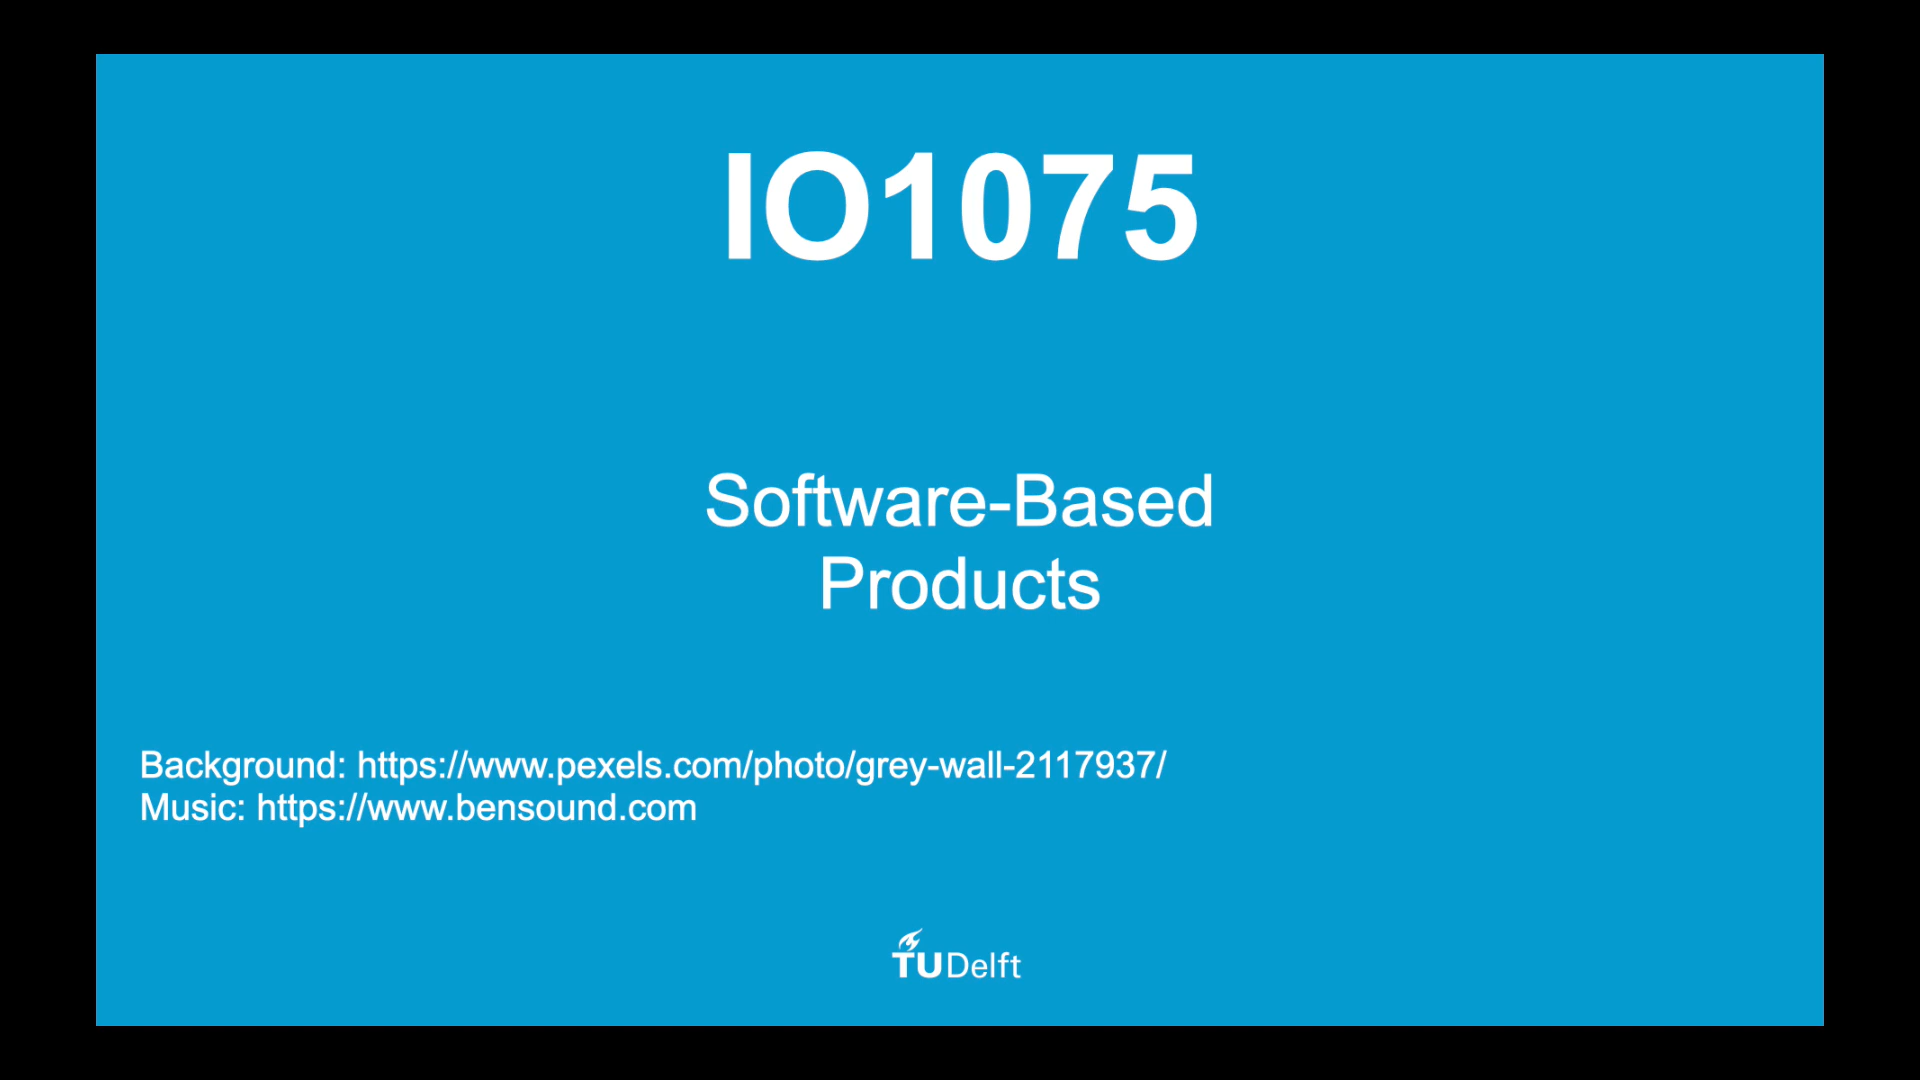 IO1075
Software-Based
Products
Background: https://www.pexels.com/photo/grey-wall-2117937/
Music: https://www.bensound.com
TUDelft